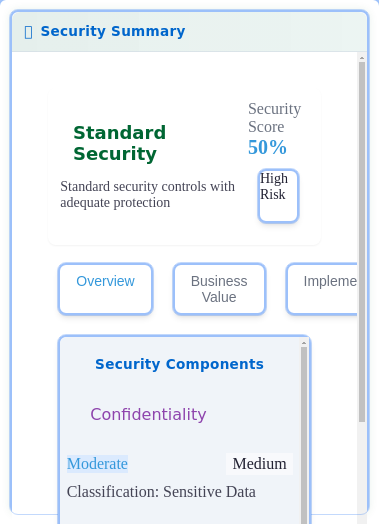 Security Summary
Standard
Security
Standard security controls with
adequate protection
Security
Score
50%
High
Risk
Overview
Business
Value
Impleme
Security Components
Confidentiality
Moderate
Medium
Classification: Sensitive Data